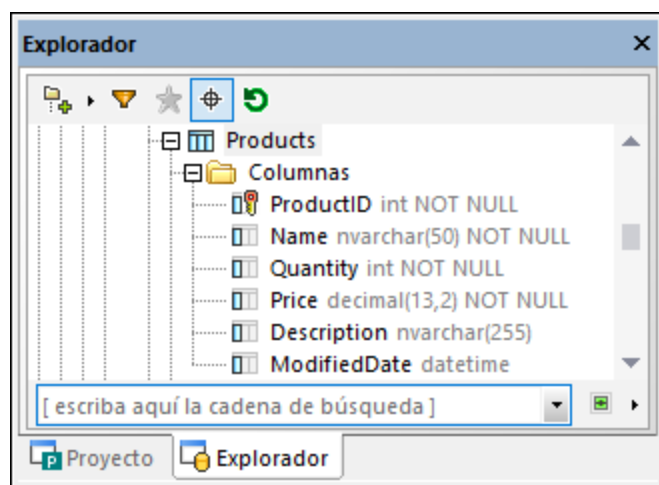 Explorador
Products
Columnas
ProductID int NOT NULL
Name nvarchar(50) NOT NULL
Quantity int NOT NULL
Price decimal(13,2) NOT NULL
Description nvarchar(255)
ModifiedDate datetime
[ escriba aquí la cadena de búsqueda ]
Proyecto Explorador